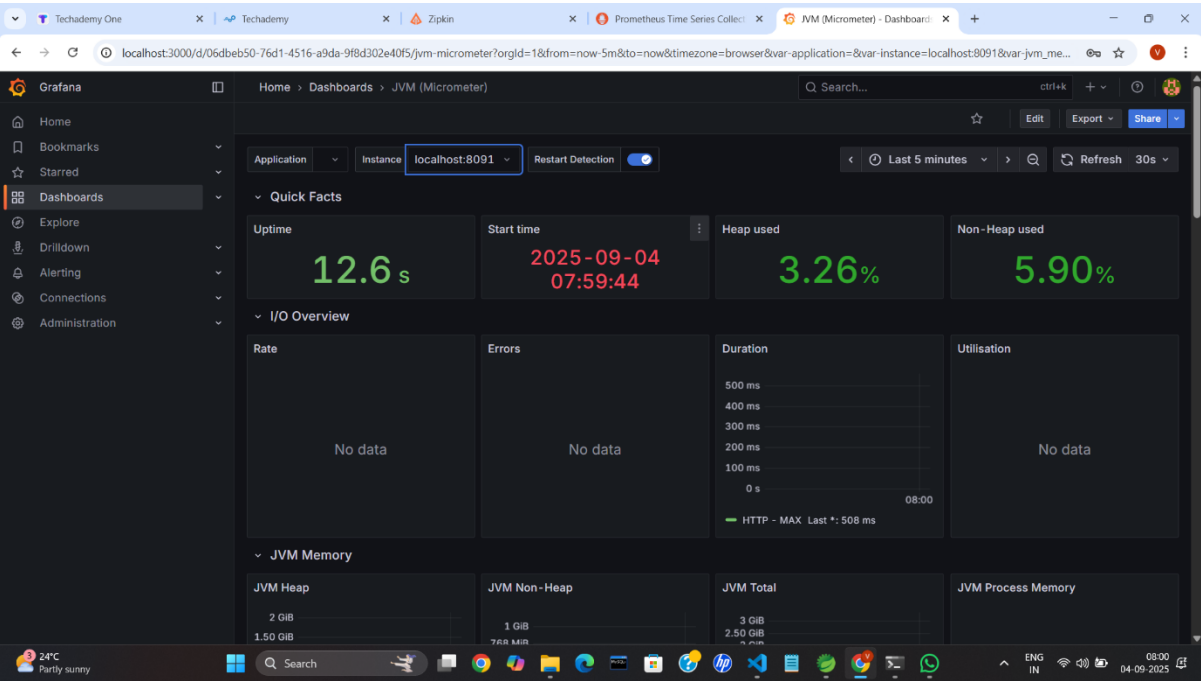 Techademy One
Techademy
Zipkin
Prometheus Time Series Collect
JVM (Micrometer) - Dashboards
localhost:3000/d/06dbeb50-76d1-4516-a9da-9f8d302e40f5/jvm-micrometer?orgId=1&from=now-5m&to=now&timezone=browser&var-application=&var-instance=localhost:8091&var-jvm_me...
V
Grafana
Home › Dashboards › JVM (Micrometer)
Search... ctrl+k
Home
Bookmarks
Starred
Dashboards
Explore
Drilldown
Alerting
Connections
Administration
Edit Export Share
Application Instance localhost:8091 Restart Detection
Last 5 minutes Refresh 30s
Quick Facts
Uptime
12.6 s
Start time
2025-09-04
07:59:44
Heap used
3.26%
Non-Heap used
5.90%
I/O Overview
Rate
No data
Errors
No data
Duration
500 ms
400 ms
300 ms
200 ms
100 ms
0 s
08:00
HTTP - MAX Last *: 508 ms
Utilisation
No data
JVM Memory
JVM Heap
2 GiB
1.50 GiB
JVM Non-Heap
1 GiB
768 MiB
JVM Total
3 GiB
2.50 GiB
2 GiB
JVM Process Memory
3
24°C
Partly sunny
Search
ENG
IN
08:00
04-09-2025